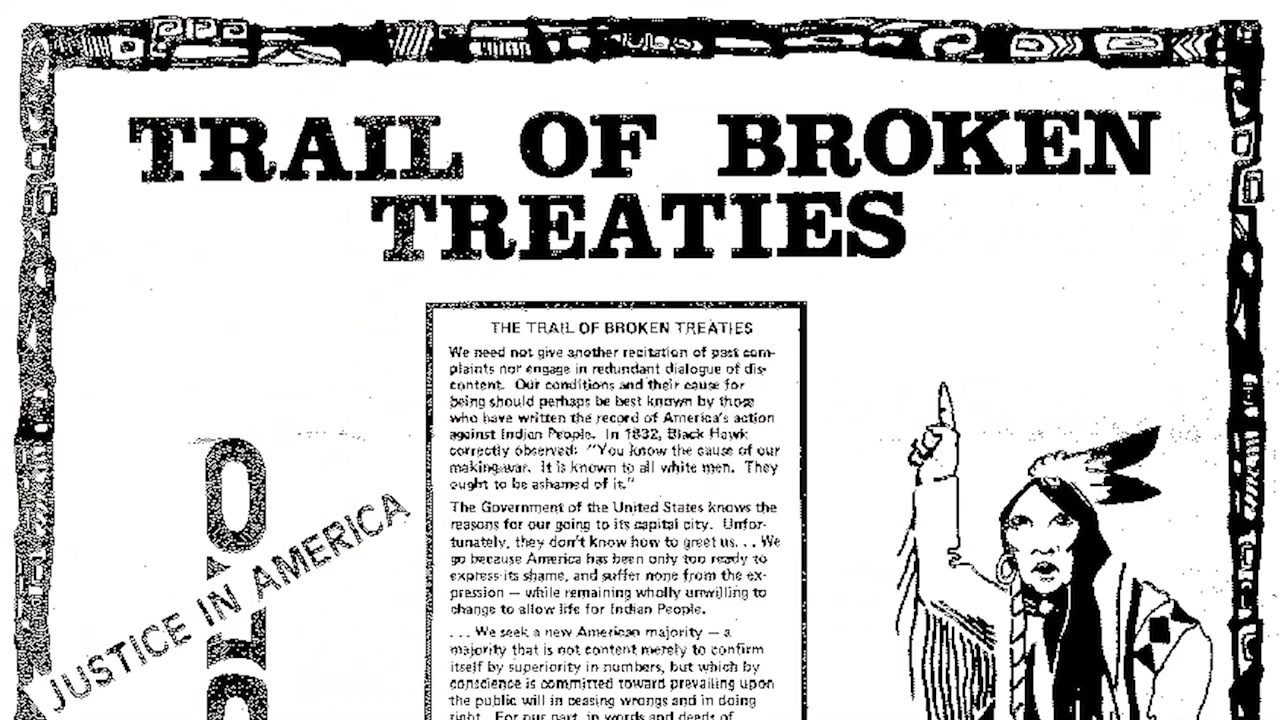 TRAIL OF BROKEN
TREATIES
THE TRAIL OF BROKEN TREATIES
We need not give another recitation of past com-
plaints nor engage in redundant dialogue of dis-
content. Our conditions and their cause for
being should perhaps be best known by those
who have written the record of America's action
against Indian People. In 1832, Black Hawk
correctly observed: "You know the cause of our
making war. It is known to all white men. They
ought to be ashamed of it."
The Government of the United States knows the
reasons for our going to its capital city. Unfor-
tunately, they don't know how to greet us. . . We
go because America has been only too ready to
express its shame, and suffer none from the ex-
pression — while remaining wholly unwilling to
change to allow life for Indian People.
. . . We seek a new American majority — a
majority that is not content merely to confirm
itself by superiority in numbers, but which by
conscience is committed toward prevailing upon
the public will in ceasing wrongs and in doing
right. For our part, in words and deeds of
JUSTICE IN AMERICA